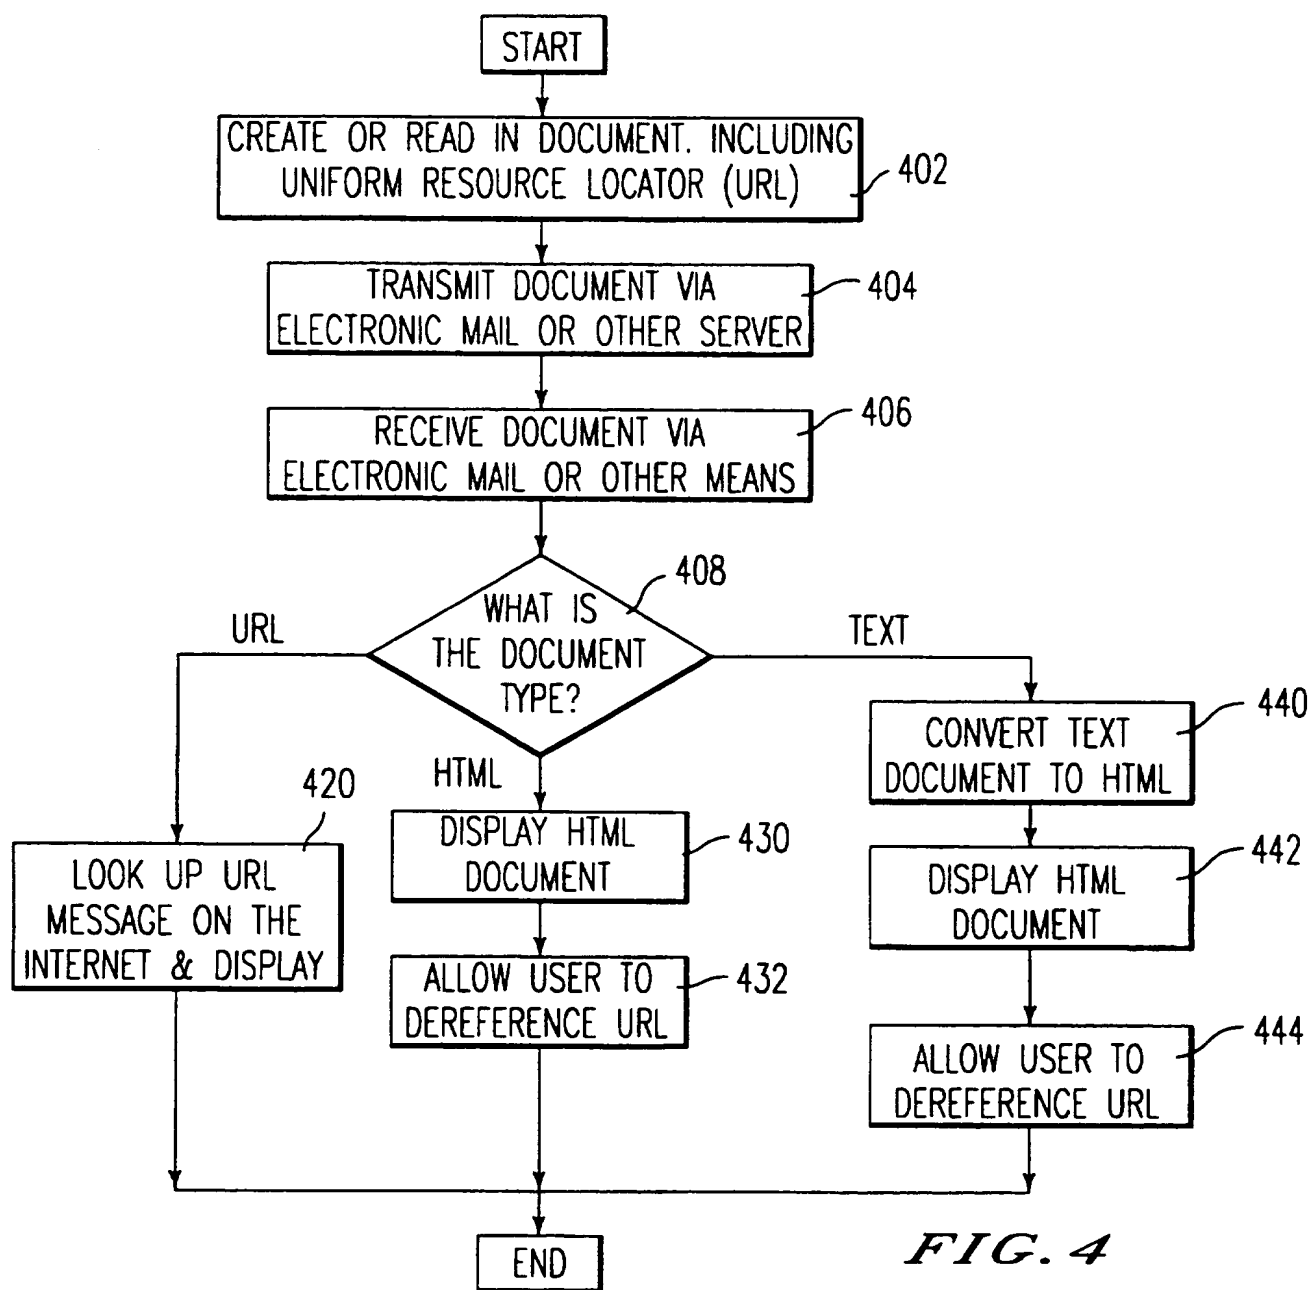 START
CREATE OR READ IN DOCUMENT. INCLUDING
UNIFORM RESOURCE LOCATOR (URL)
402
TRANSMIT DOCUMENT VIA
ELECTRONIC MAIL OR OTHER SERVER
404
RECEIVE DOCUMENT VIA
ELECTRONIC MAIL OR OTHER MEANS
406
WHAT IS
THE DOCUMENT
TYPE?
408
URL
HTML
TEXT
420
LOOK UP URL
MESSAGE ON THE
INTERNET & DISPLAY
DISPLAY HTML
DOCUMENT
430
ALLOW USER TO
DEREFERENCE URL
432
CONVERT TEXT
DOCUMENT TO HTML
440
DISPLAY HTML
DOCUMENT
442
ALLOW USER TO
DEREFERENCE URL
444
END
FIG. 4